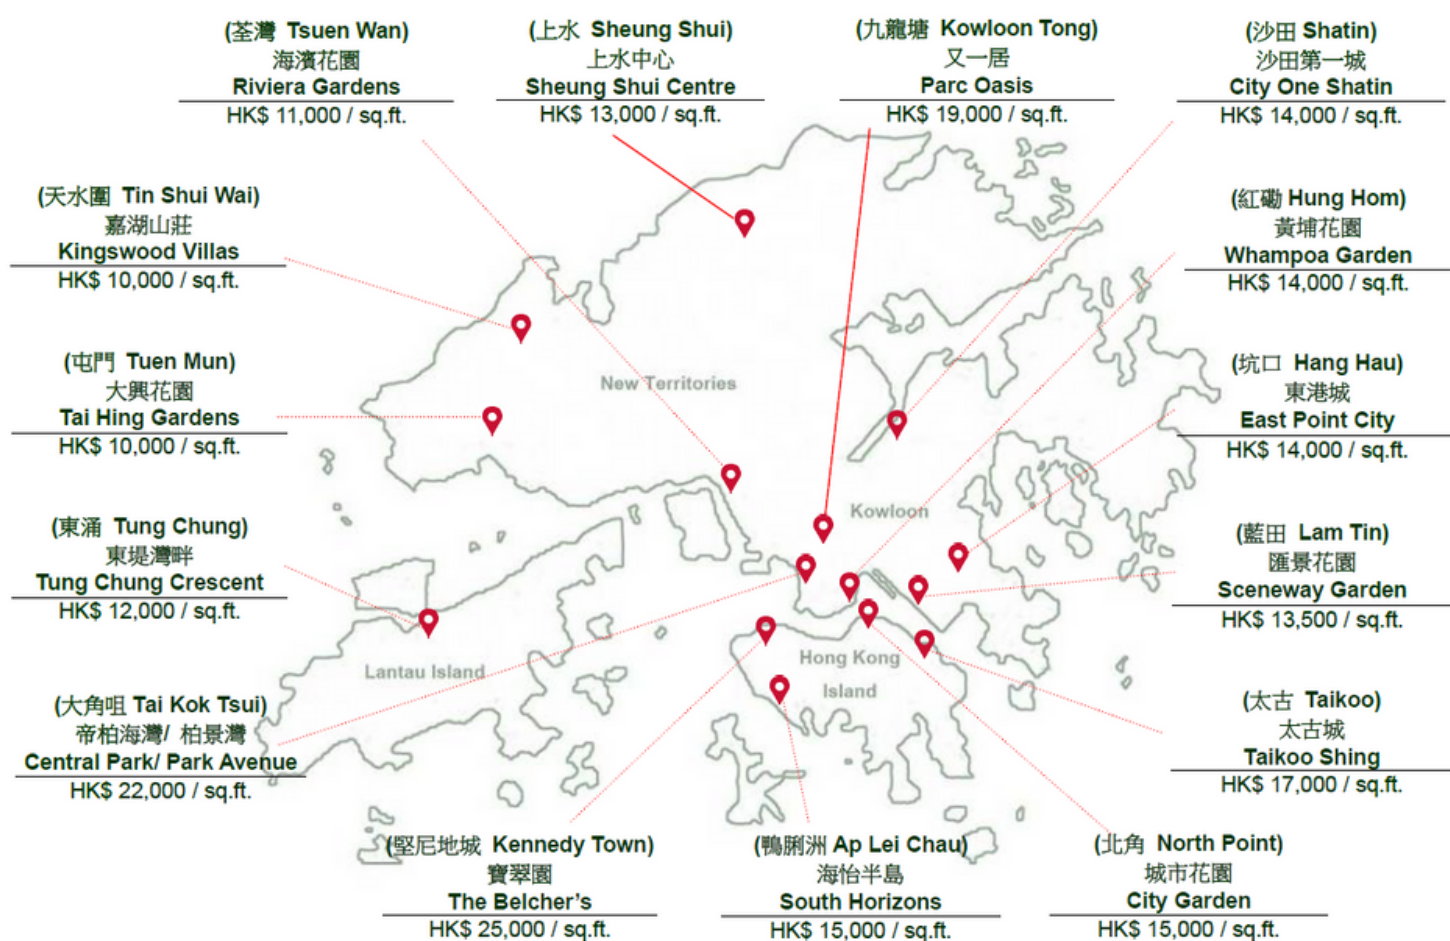 (荃灣 Tsuen Wan)
海濱花園
Riviera Gardens
HK$ 11,000 / sq.ft.
(上水 Sheung Shui)
上水中心
Sheung Shui Centre
HK$ 13,000 / sq.ft.
(九龍塘 Kowloon Tong)
又一居
Parc Oasis
HK$ 19,000 / sq.ft.
(沙田 Shatin)
沙田第一城
City One Shatin
HK$ 14,000 / sq.ft.
(天水圍 Tin Shui Wai)
嘉湖山莊
Kingswood Villas
HK$ 10,000 / sq.ft.
(紅磡 Hung Hom)
黃埔花園
Whampoa Garden
HK$ 14,000 / sq.ft.
(屯門 Tuen Mun)
大興花園
Tai Hing Gardens
HK$ 10,000 / sq.ft.
New Territories
(坑口 Hang Hau)
東港城
East Point City
HK$ 14,000 / sq.ft.
(東涌 Tung Chung)
東堤灣畔
Tung Chung Crescent
HK$ 12,000 / sq.ft.
Kowloon
(藍田 Lam Tin)
匯景花園
Sceneway Garden
HK$ 13,500 / sq.ft.
Lantau Island
Hong Kong
Island
(大角咀 Tai Kok Tsui)
帝柏海灣/ 柏景灣
Central Park/ Park Avenue
HK$ 22,000 / sq.ft.
(太古 Taikoo)
太古城
Taikoo Shing
HK$ 17,000 / sq.ft.
(堅尼地城 Kennedy Town)
寶翠園
The Belcher's
HK$ 25,000 / sq.ft.
(鴨脷洲 Ap Lei Chau)
海怡半島
South Horizons
HK$ 15,000 / sq.ft.
(北角 North Point)
城市花園
City Garden
HK$ 15,000 / sq.ft.